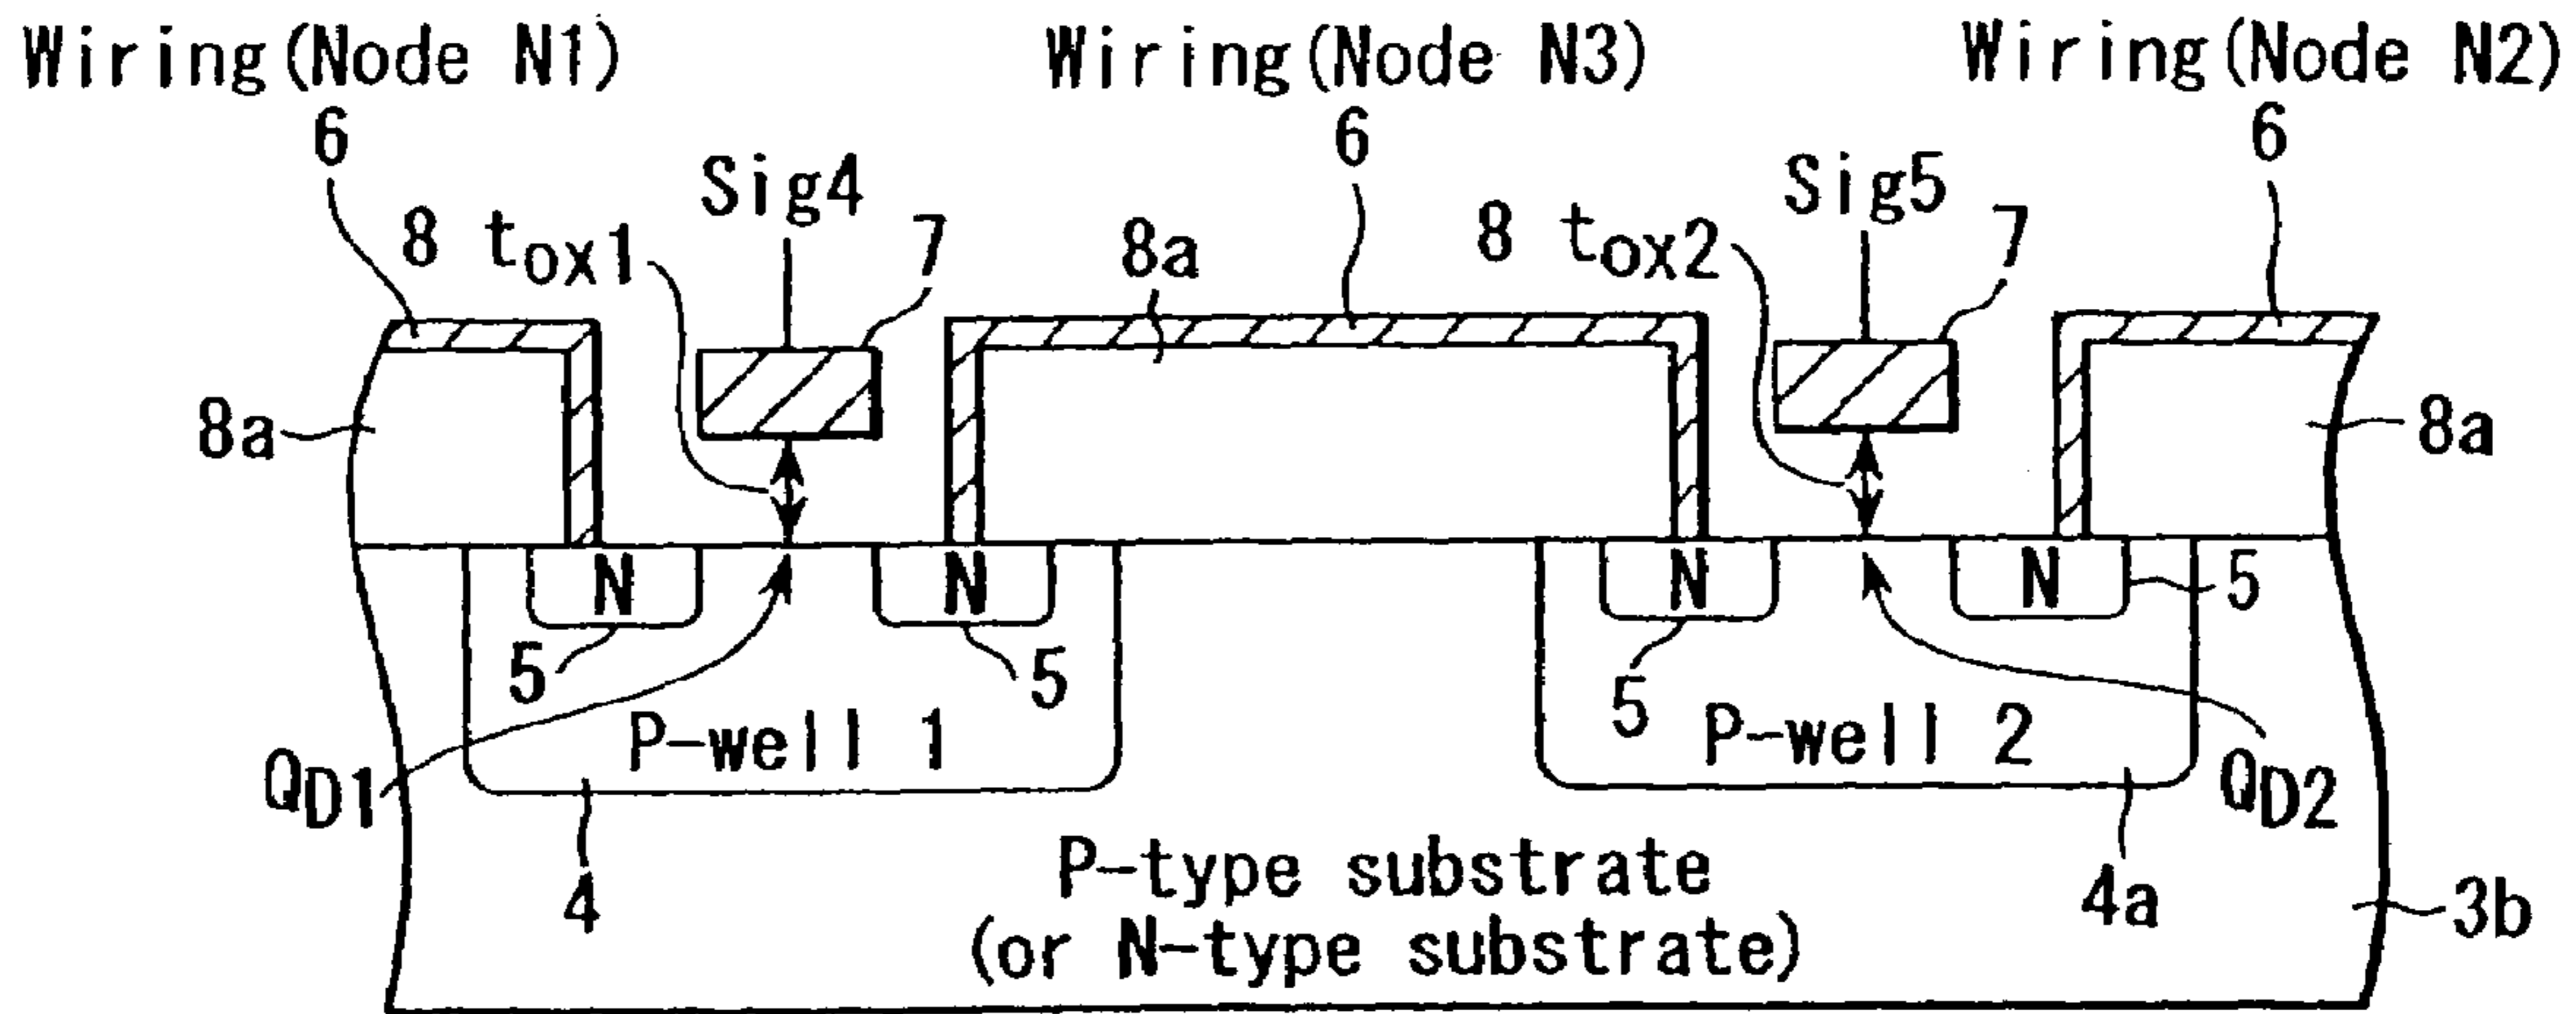 Wiring(Node N1) Wiring(Node N3) Wiring(Node N2)
6 6 6
Sig4 Sig5
8 tox1 7 8a 8 tox2 7
8a 8a
N N N N 5
5 5 5
P-well 1 P-well 2
QD1 QD2
4 4a 3b
P-type substrate
(or N-type substrate)